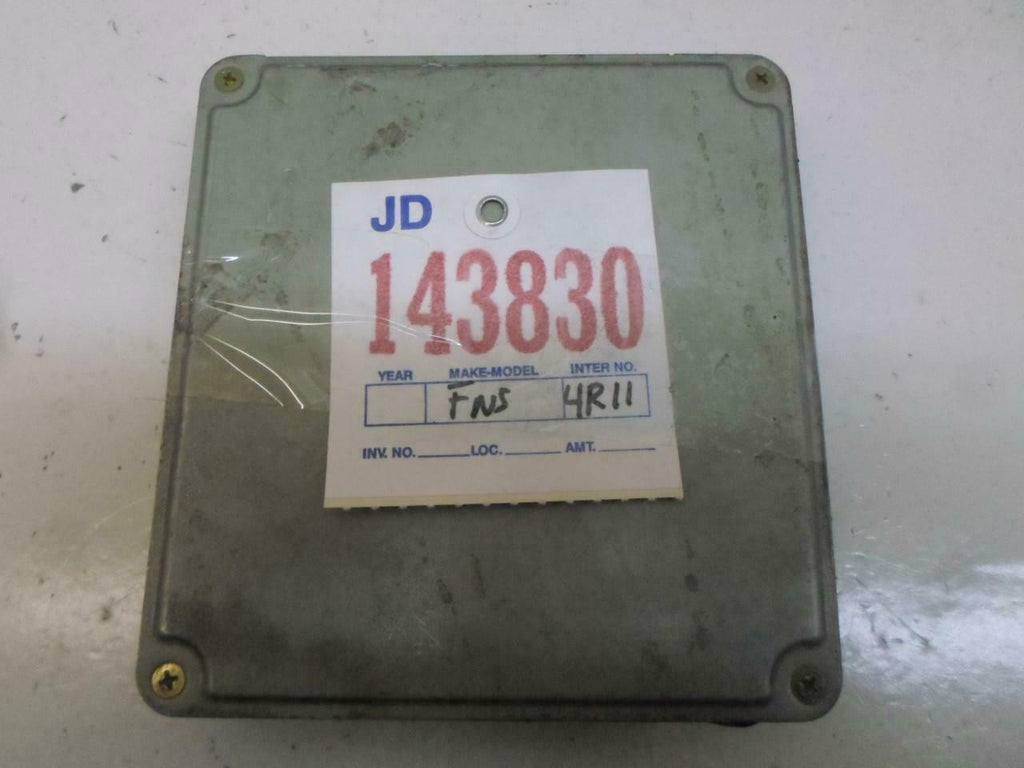 JD
143830
YEAR MAKE-MODEL INTER NO.
FNS 4R11
INV. NO. LOC. AMT.